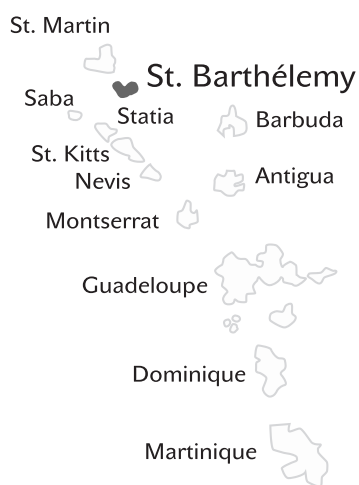 St. Martin
St. Barthélemy
Saba
Statia
Barbuda
St. Kitts
Nevis
Antigua
Montserrat
Guadeloupe
Dominique
Martinique